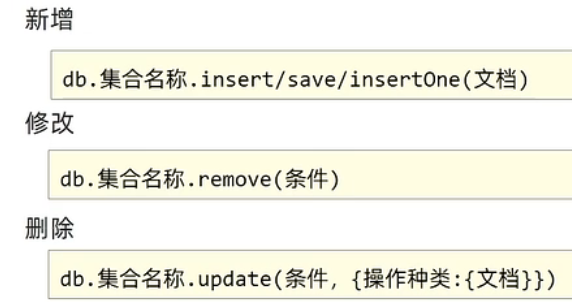 新增
db.集合名称.insert/save/insertOne(文档)
修改
db.集合名称.remove(条件)
删除
db.集合名称.update(条件, {操作种类:{文档}})